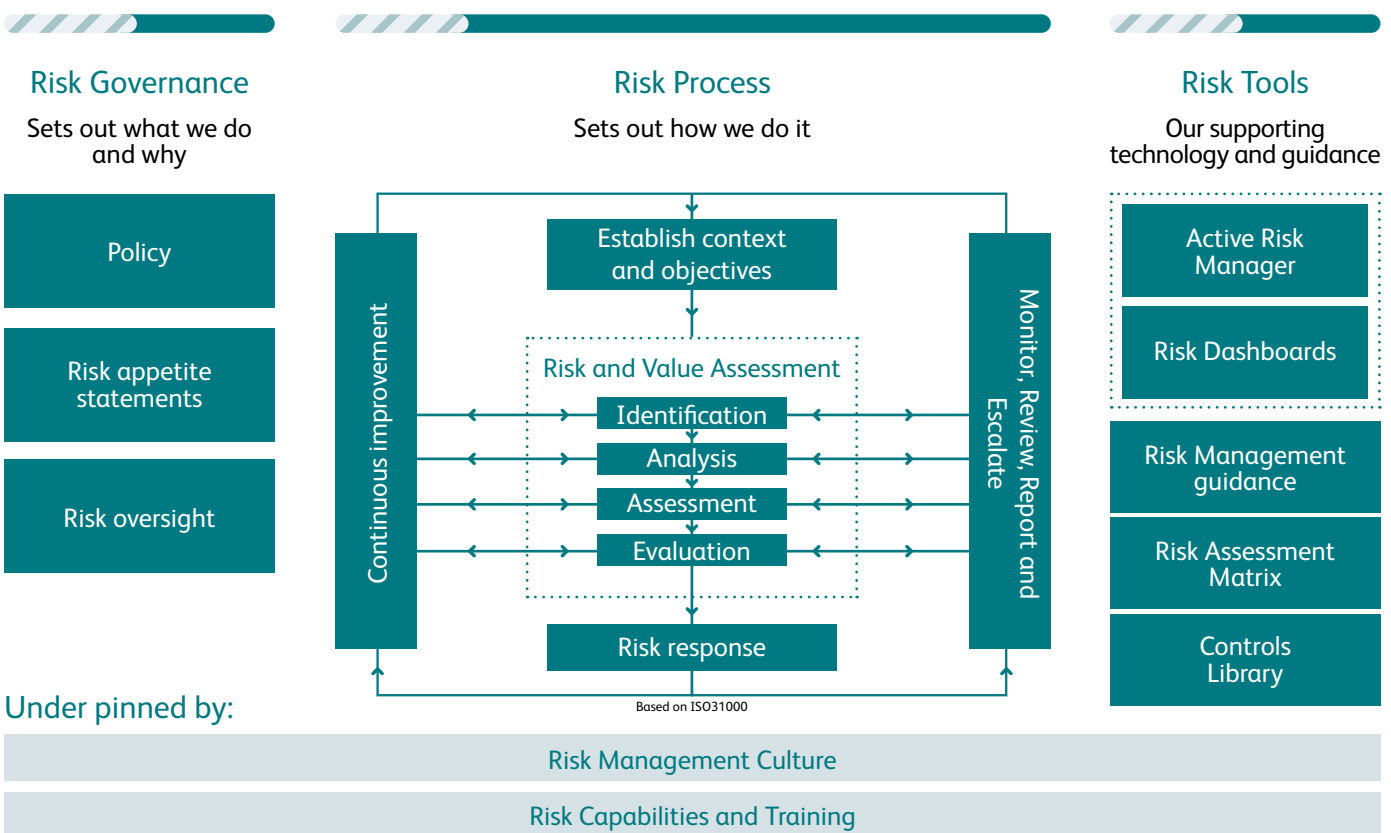 Risk Governance
Sets out what we do
and why
Policy
Risk appetite
statements
Risk oversight
Risk Process
Sets out how we do it
Continuous improvement
Establish context
and objectives
Risk and Value Assessment
Identification
Analysis
Assessment
Evaluation
Risk response
Based on ISO31000
Monitor, Review, Report and
Escalate
Risk Tools
Our supporting
technology and guidance
Active Risk
Manager
Risk Dashboards
Risk Management
guidance
Risk Assessment
Matrix
Controls
Library
Under pinned by:
Risk Management Culture
Risk Capabilities and Training